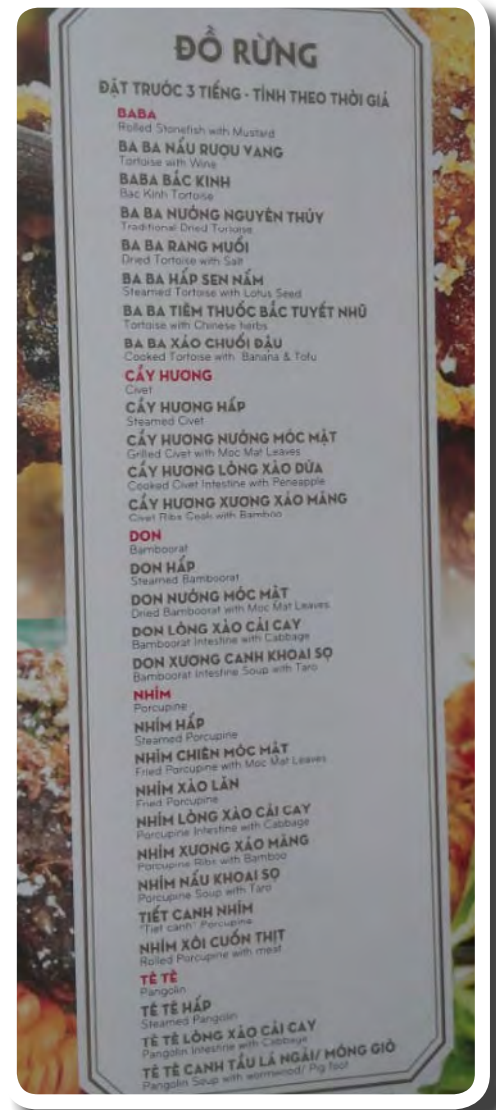 ĐỒ RỪNG
ĐẶT TRƯỚC 3 TIẾNG - TÍNH THEO THỜI GIÁ
BABA
Rolled Stonefish with Mustard
BA BA NẤU RƯỢU VANG
Tortoise with Wine
BABA BẮC KINH
Bac Kinh Tortoise
BA BA NƯỚNG NGUYÊN THỦY
Traditional Dried Tortoise
BA BA RANG MUỐI
Dried Tortoise with Salt
BA BA HẤP SEN NẤM
Steamed Tortoise with Lotus Seed
BA BA TIÊM THUỐC BẮC TUYẾT NHŨ
Tortoise with Chinese herbs
BA BA XÀO CHUỐI ĐẬU
Cooked Tortoise with Banana & Tofu
CẦY HƯƠNG
Civet
CẦY HƯƠNG HẤP
Steamed Civet
CẦY HƯƠNG NƯỚNG MÓC MẬT
Grilled Civet with Moc Mat Leaves
CẦY HƯƠNG LÒNG XÀO DỨA
Cooked Civet Intestine with Peneapple
CẦY HƯƠNG XƯƠNG XÁO MĂNG
Civet Ribs Cook with Bamboo
DON
Bamboorat
DON HẤP
Steamed Bamboorat
DON NƯỚNG MÓC MẬT
Dried Bamboorat with Moc Mat Leaves
DON LÒNG XÀO CẢI CAY
Bamboorat Intestine with Cabbage
DON XƯƠNG CANH KHOAI SỌ
Bamboorat Intestine Soup with Taro
NHÍM
Porcupine
NHÍM HẤP
Steamed Porcupine
NHÍM CHIÊN MÓC MẬT
Fried Porcupine with Moc Mat Leaves
NHÍM XÀO LĂN
Fried Porcupine
NHÍM LÒNG XÀO CẢI CAY
Porcupine Intestine with Cabbage
NHÍM XƯƠNG XÁO MĂNG
Porcupine Ribs with Bamboo
NHÍM NẤU KHOAI SỌ
Porcupine Soup with Taro
TIẾT CANH NHÍM
"Tiet canh" Porcupine
NHÍM XÔI CUỐN THỊT
Rolled Porcupine with meat
TÊ TÊ
Pangolin
TÊ TÊ HẤP
Steamed Pangolin
TÊ TÊ LÒNG XÀO CẢI CAY
Pangolin Intestine with Cabbage
TÊ TÊ CANH TẨU LÁ NGẢI/ MÓNG GIÒ
Pangolin Soup with wormwood/ Pig foot